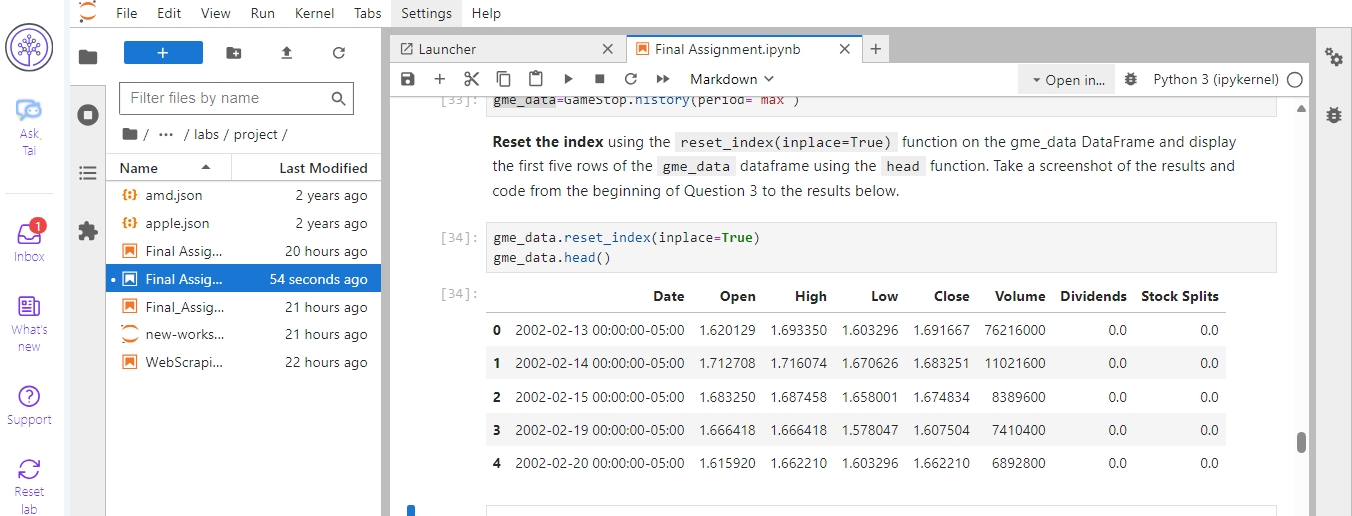 File Edit View Run Kernel Tabs Settings Help
Ask
Tai
1
Inbox
What's
new
Support
Reset
lab
+
Filter files by name
/ ... / labs / project /
Name Last Modified
amd.json 2 years ago
apple.json 2 years ago
Final Assig... 20 hours ago
Final Assig... 54 seconds ago
Final_Assig... 21 hours ago
new-works... 21 hours ago
WebScrapi... 22 hours ago
Launcher
Final Assignment.ipynb
Markdown Open in... Python 3 (ipykernel)
[33]: gme_data=GameStop.history(period="max")
Reset the index using the reset_index(inplace=True) function on the gme_data DataFrame and display
the first five rows of the gme_data dataframe using the head function. Take a screenshot of the results and
code from the beginning of Question 3 to the results below.
[34]: gme_data.reset_index(inplace=True)
gme_data.head()
[34]: Date Open High Low Close Volume Dividends Stock Splits
0 2002-02-13 00:00:00-05:00 1.620129 1.693350 1.603296 1.691667 76216000 0.0 0.0
1 2002-02-14 00:00:00-05:00 1.712708 1.716074 1.670626 1.683251 11021600 0.0 0.0
2 2002-02-15 00:00:00-05:00 1.683250 1.687458 1.658001 1.674834 8389600 0.0 0.0
3 2002-02-19 00:00:00-05:00 1.666418 1.666418 1.578047 1.607504 7410400 0.0 0.0
4 2002-02-20 00:00:00-05:00 1.615920 1.662210 1.603296 1.662210 6892800 0.0 0.0